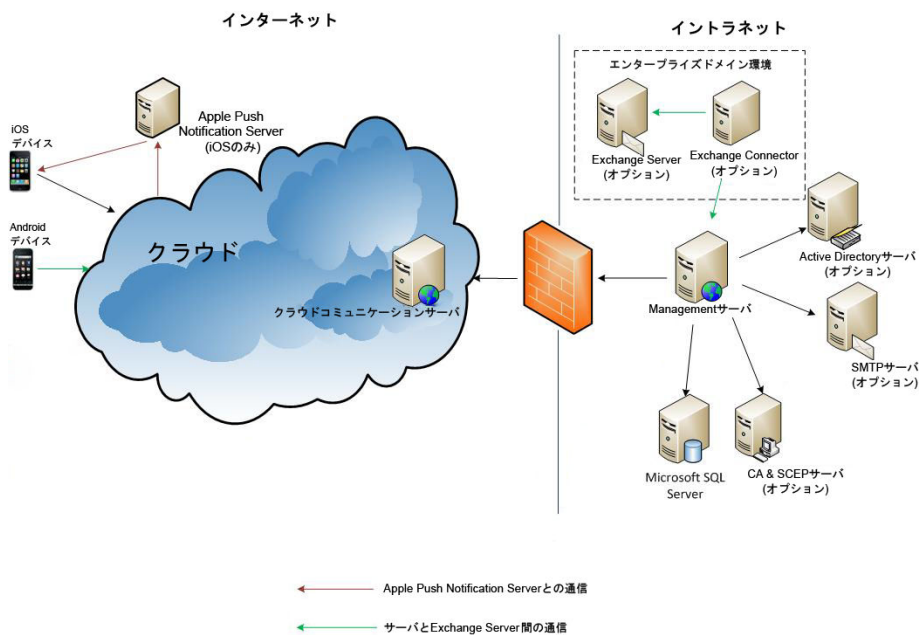 インターネット
イントラネット
エンタープライズドメイン環境
Exchange Server
(オプション)
Exchange Connector
(オプション)
Apple Push
Notification Server
(iOSのみ)
iOS
デバイス
Android
デバイス
クラウド
クラウドコミュニケーションサーバ
Managementサーバ
Active Directoryサーバ
(オプション)
SMTPサーバ
(オプション)
Microsoft SQL
Server
CA & SCEPサーバ
(オプション)
Apple Push Notification Serverとの通信
サーバとExchange Server間の通信